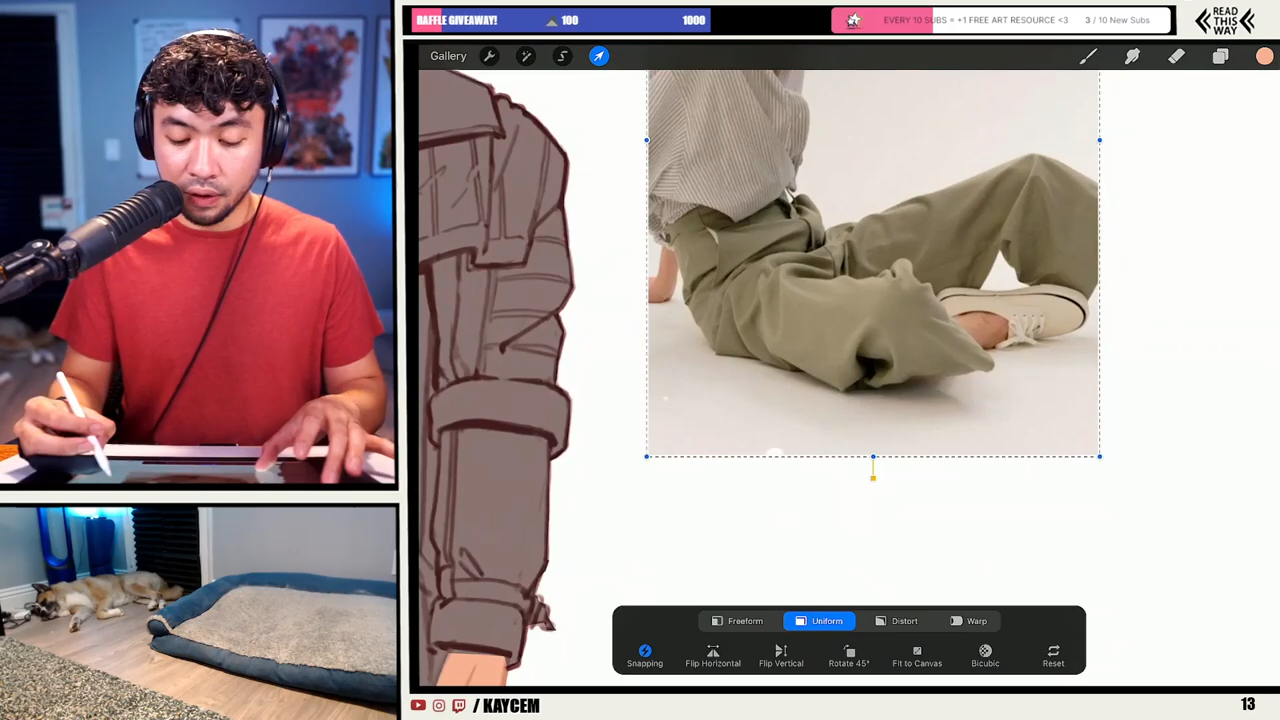 RAFFLE GIVEAWAY! 100 1000
EVERY 10 SUBS = +1 FREE ART RESOURCE <3 3 / 10 New Subs
READ
THIS
WAY
Gallery
Freeform Uniform Distort Warp
Snapping Flip Horizontal Flip Vertical Rotate 45° Fit to Canvas Bicubic Reset
/ KAYCEM
13